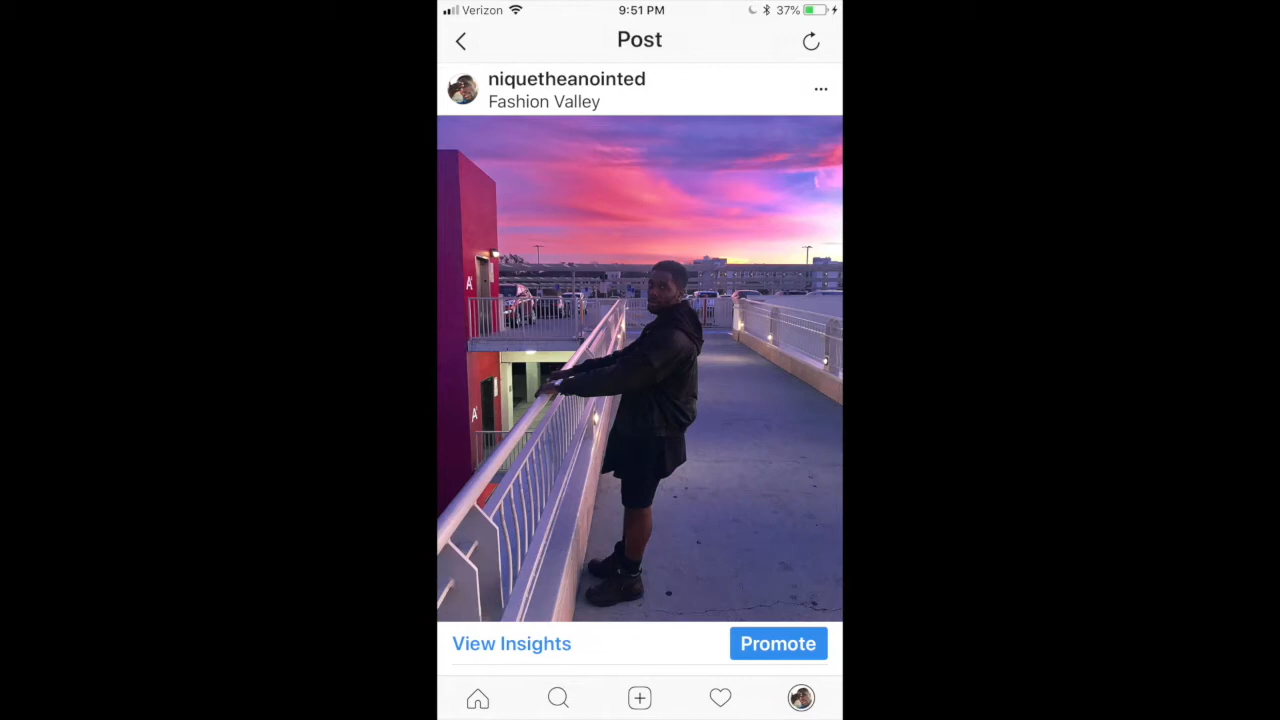 Verizon 9:51 PM 37%
Post
niquetheanointed
Fashion Valley
A
A
View Insights
Promote